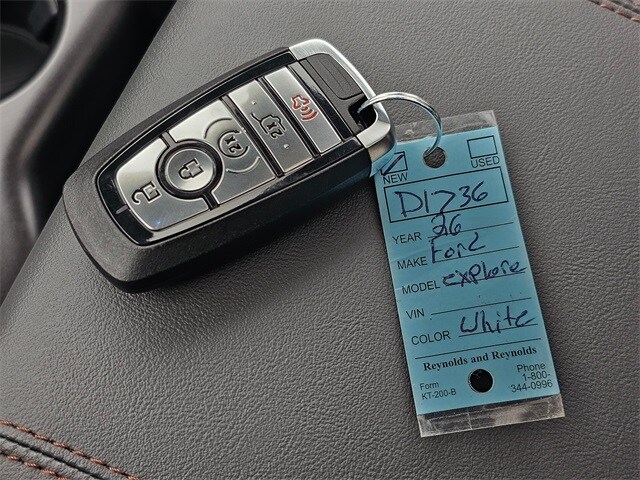 NEW
USED
D1736
YEAR 26
MAKE Ford
MODEL explore
VIN
COLOR White
Reynolds and Reynolds
Form
KT-200-B
Phone
1-800-
344-0996